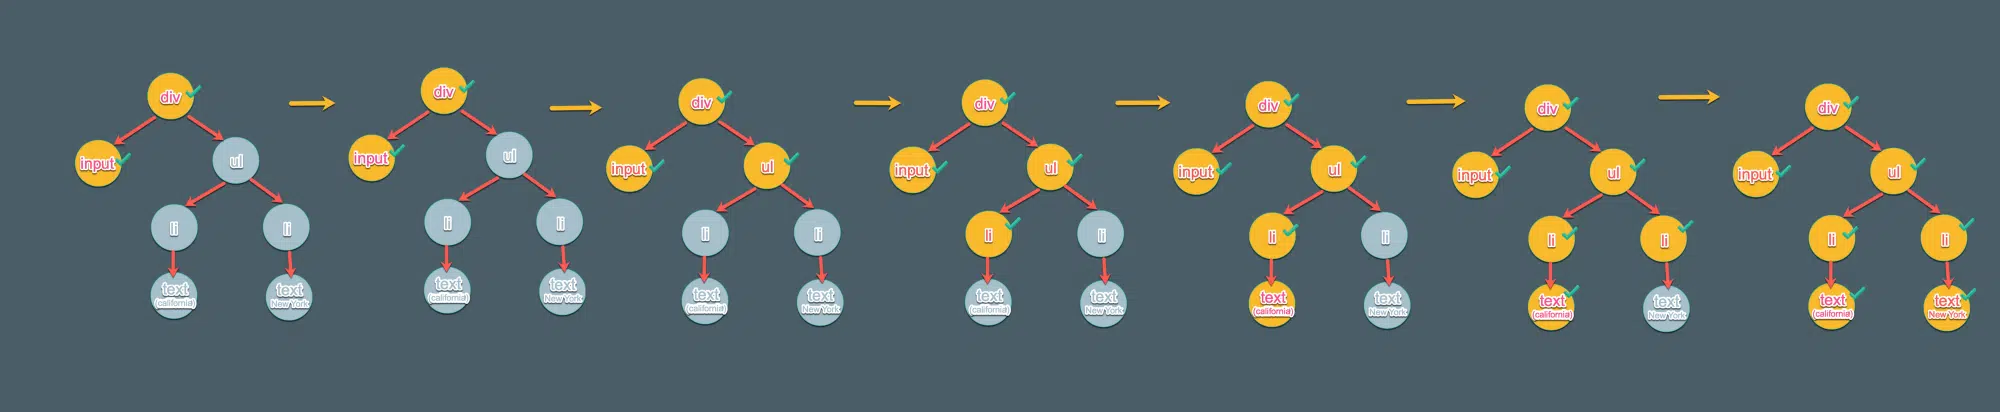 div
input
ul
li
li
text
(california)
text
New York
div
input
ul
li
li
text
(california)
text
New York
div
input
ul
li
li
text
(california)
text
New York
div
input
ul
li
li
text
(california)
text
New York
div
input
ul
li
li
text
(california)
text
New York
div
input
ul
li
li
text
(california)
text
New York
div
input
ul
li
li
text
(california)
text
New York